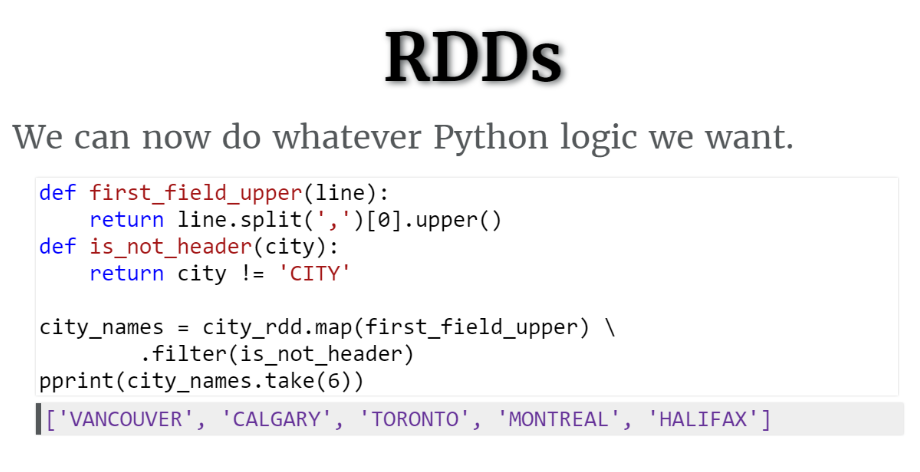 RDDs
We can now do whatever Python logic we want.
def first_field_upper(line):
    return line.split(',')[0].upper()
def is_not_header(city):
    return city != 'CITY'

city_names = city_rdd.map(first_field_upper) \
        .filter(is_not_header)
pprint(city_names.take(6))
['VANCOUVER', 'CALGARY', 'TORONTO', 'MONTREAL', 'HALIFAX']